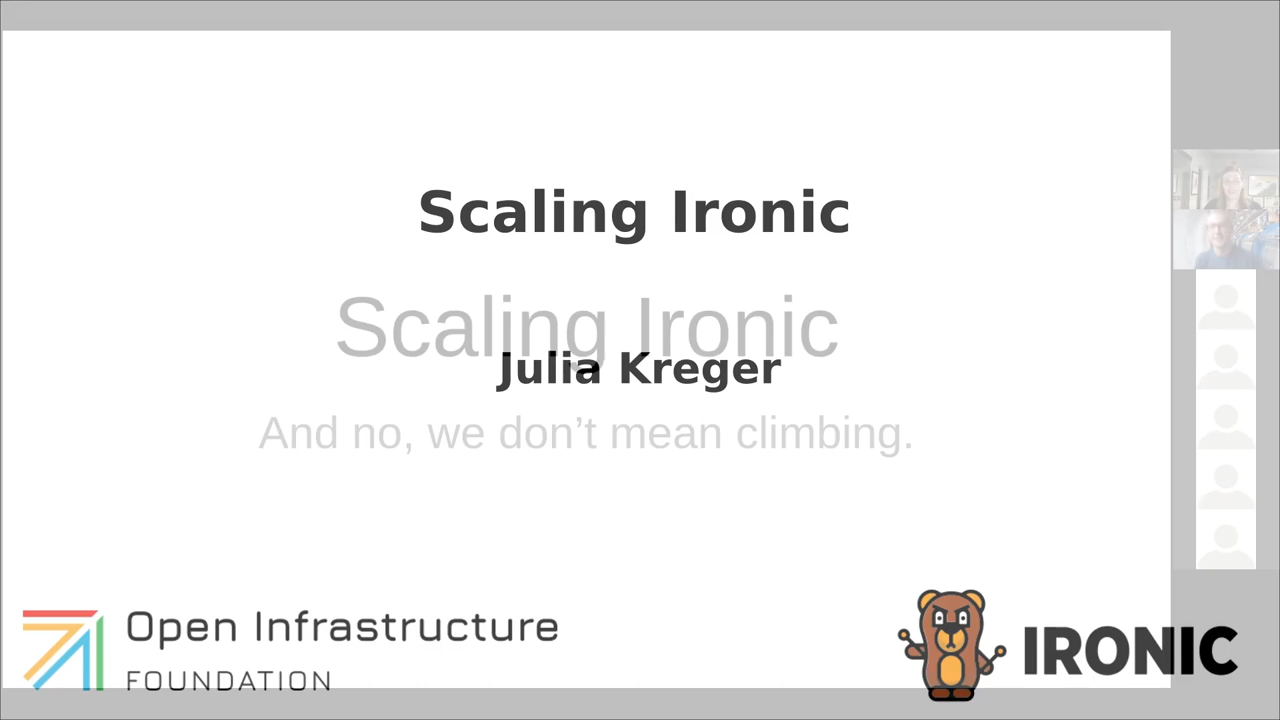 Scaling Ironic
Scaling Ironic
Julia Kreger
And no, we don’t mean climbing.
Open Infrastructure
FOUNDATION
IRONIC